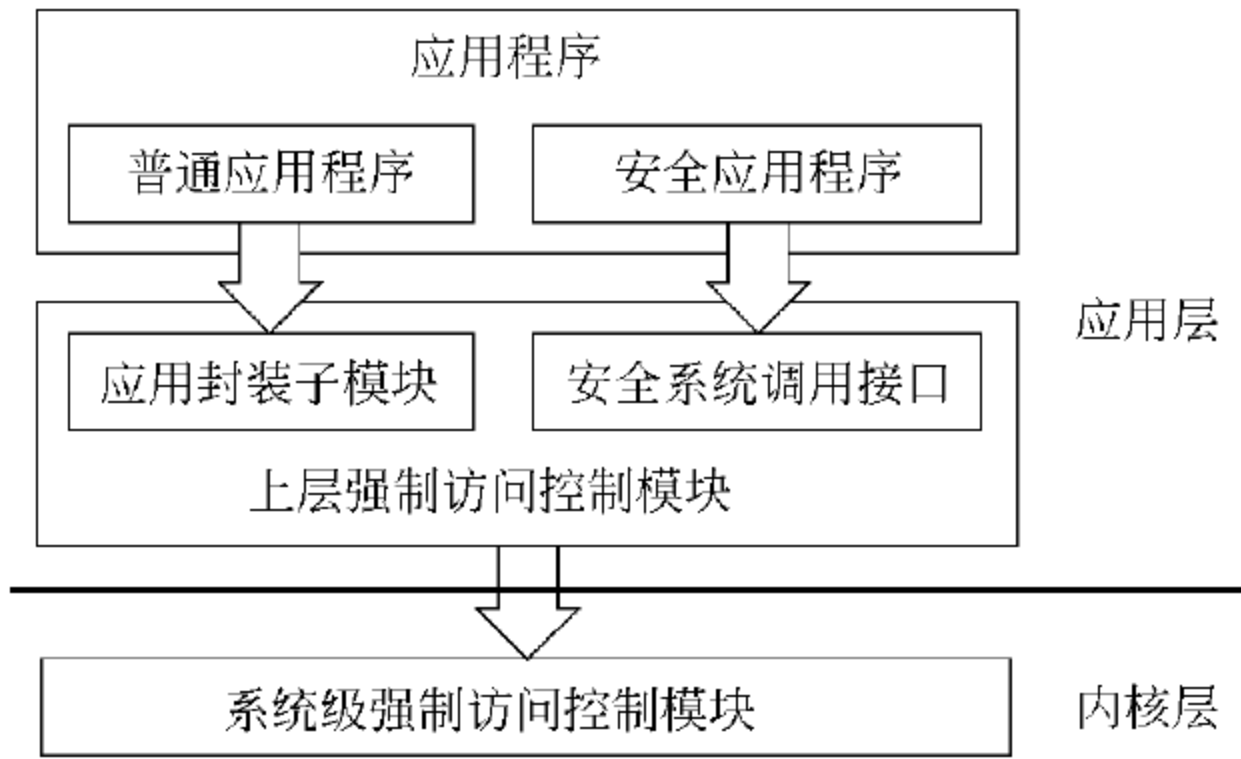 应用程序
普通应用程序
安全应用程序
应用层
应用封装子模块
安全系统调用接口
上层强制访问控制模块
系统级强制访问控制模块
内核层